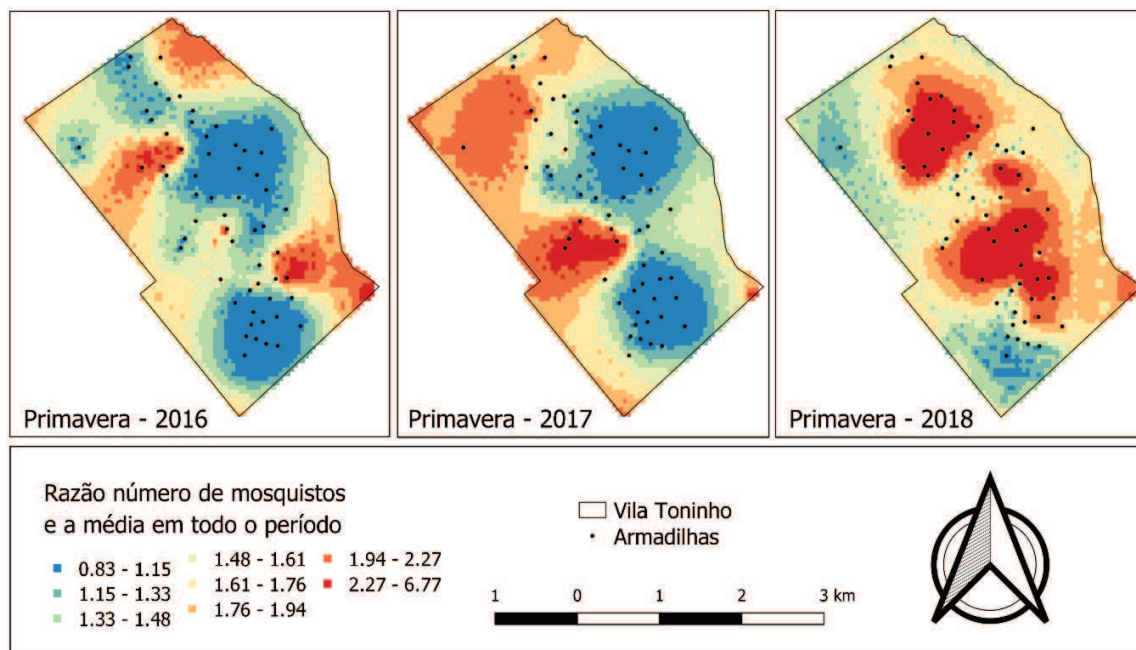 Primavera - 2016
Primavera - 2017
Primavera - 2018
Razão número de mosquistos
e a média em todo o período
0.83 - 1.15
1.15 - 1.33
1.33 - 1.48
1.48 - 1.61
1.61 - 1.76
1.76 - 1.94
1.94 - 2.27
2.27 - 6.77
Vila Toninho
Armadilhas
1 0 1 2 3 km